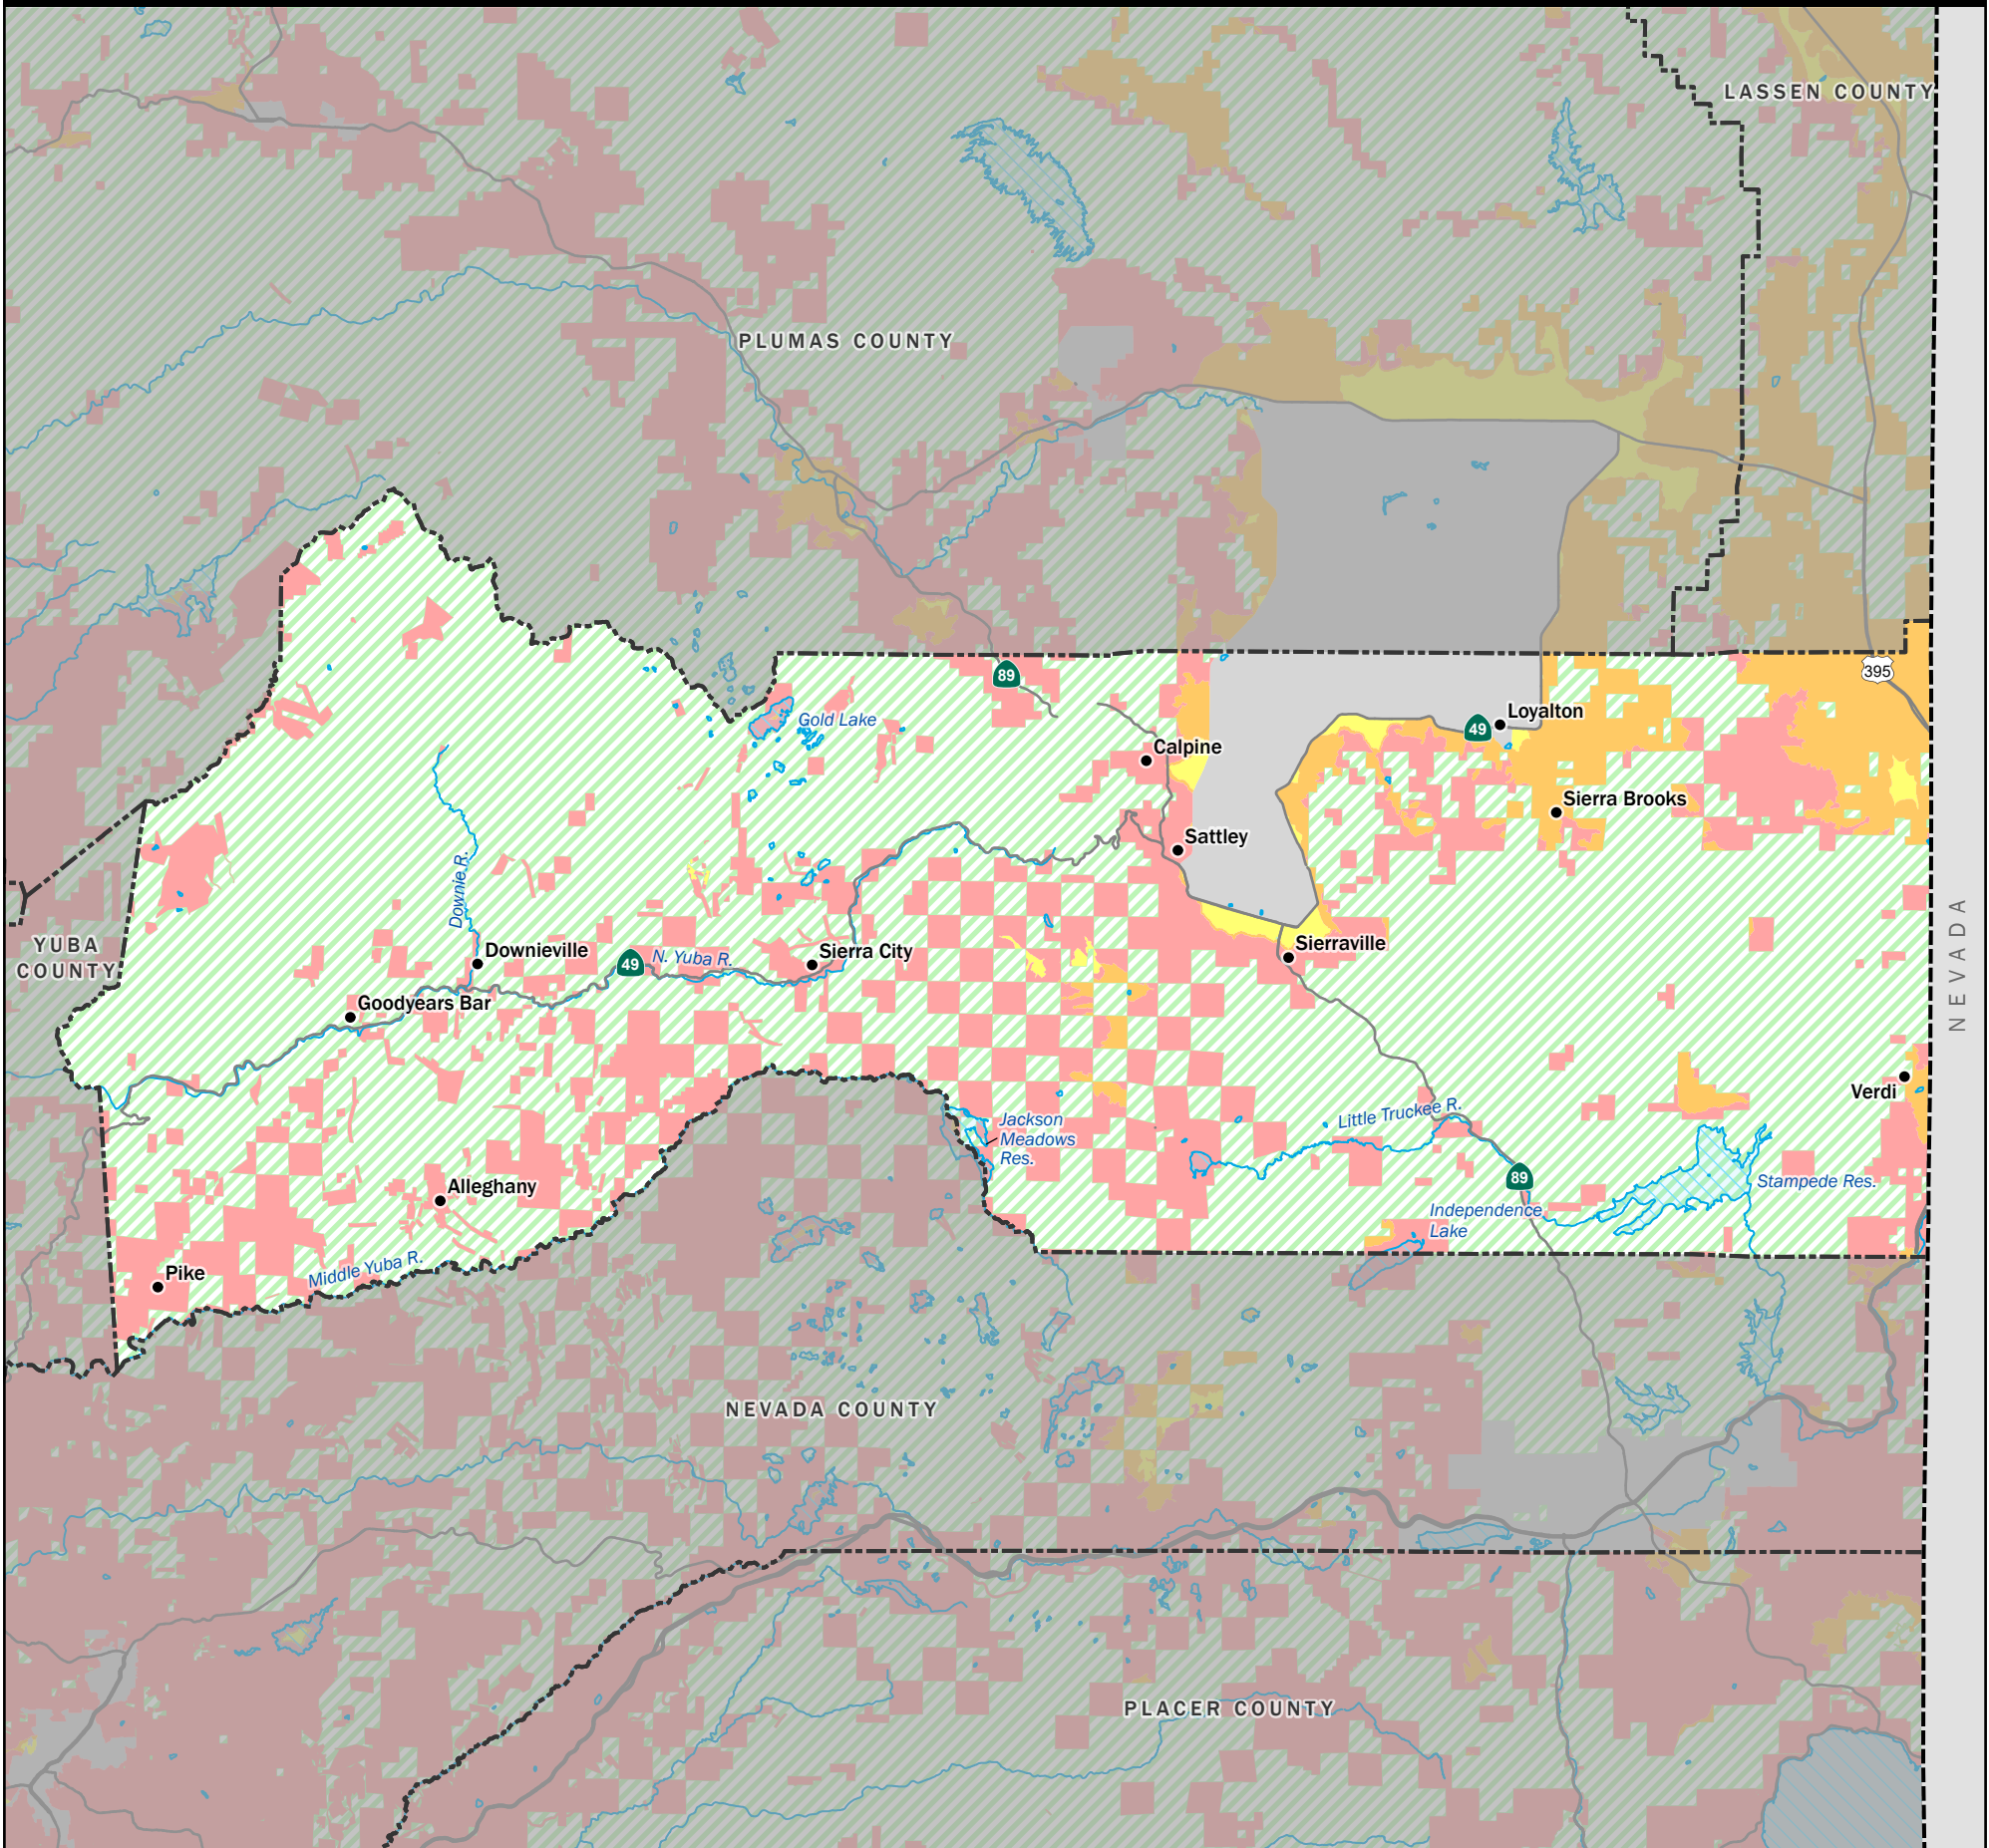 LASSEN COUNTY
PLUMAS COUNTY
89
395
Gold Lake
Loyalton
49
Calpine
Sierra Brooks
Sattley
Downie R.
NEVADA
YUBA
COUNTY
Downieville
49
N. Yuba R.
Sierra City
Sierraville
Goodyears Bar
Verdi
Jackson
Meadows
Res.
Little Truckee R.
89
Stampede Res.
Alleghany
Independence
Lake
Pike
Middle Yuba R.
NEVADA COUNTY
PLACER COUNTY